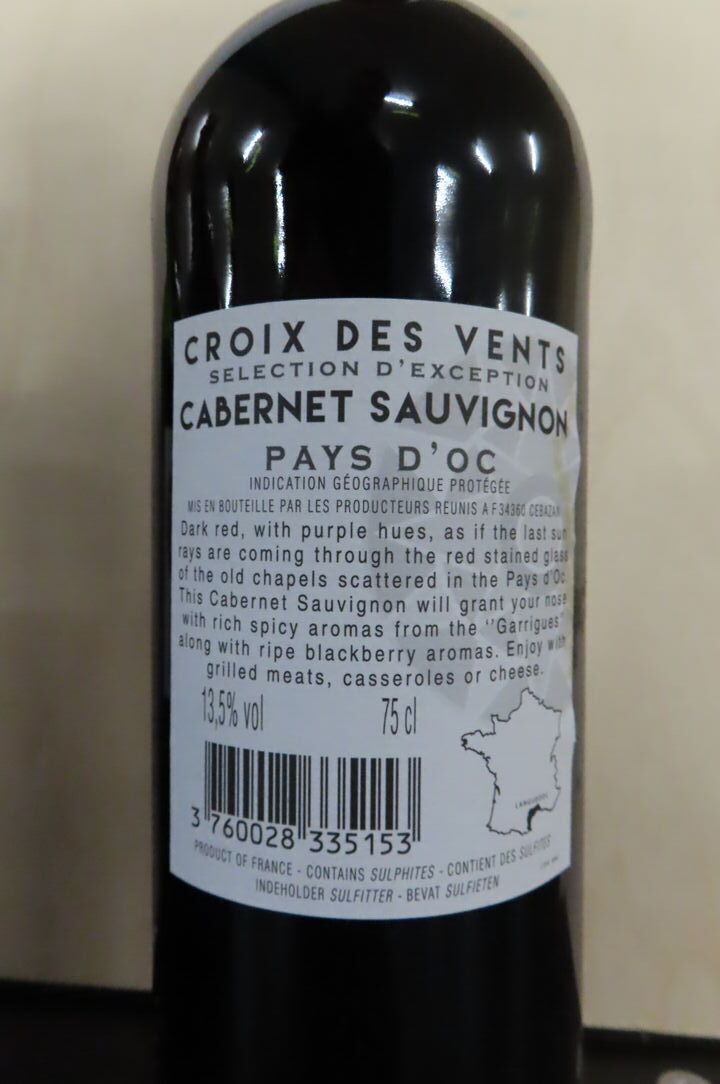 CROIX DES VENTS
SELECTION D'EXCEPTION
CABERNET SAUVIGNON
PAYS D'OC
INDICATION GÉOGRAPHIQUE PROTÉGÉE
MIS EN BOUTEILLE PAR LES PRODUCTEURS RÉUNIS A F34360 CEBAZAN
Dark red, with purple hues, as if the last sun
rays are coming through the red stained glass
of the old chapels scattered in the Pays d'Oc.
This Cabernet Sauvignon will grant your nose
with rich spicy aromas from the ''Garrigues''
along with ripe blackberry aromas. Enjoy with
grilled meats, casseroles or cheese.
13,5% vol 75 cl
LANGUEDOC
3 760028 335153
PRODUCT OF FRANCE - CONTAINS SULPHITES - CONTIENT DES SULFITES
INDEHOLDER SULFITTER - BEVAT SULFIETEN